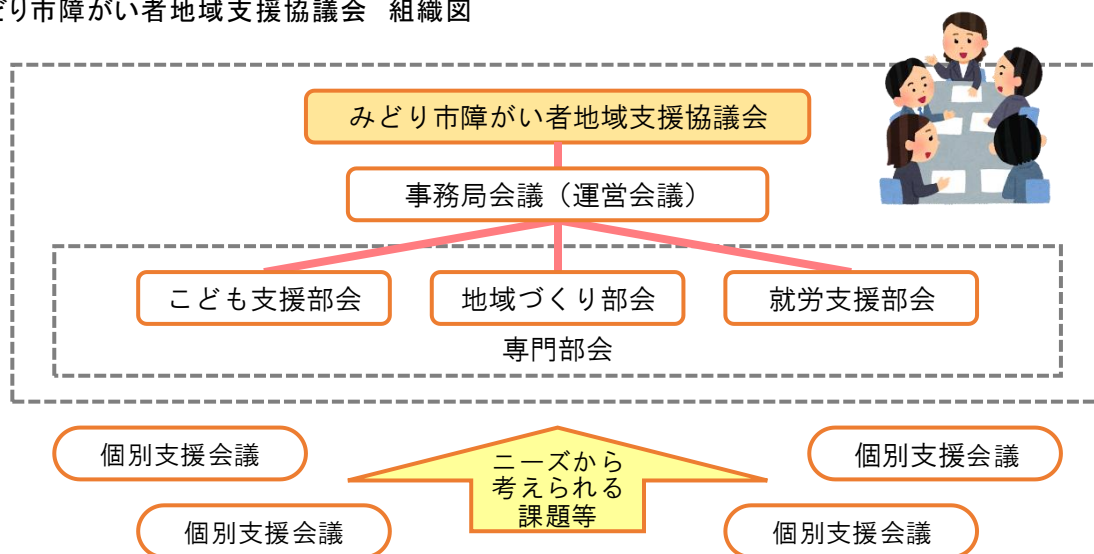 どり市障がい者地域支援協議会 組織図
みどり市障がい者地域支援協議会
事務局会議（運営会議）
こども支援部会
地域づくり部会
就労支援部会
専門部会
個別支援会議
ニーズから
考えられる
課題等
個別支援会議
個別支援会議
個別支援会議